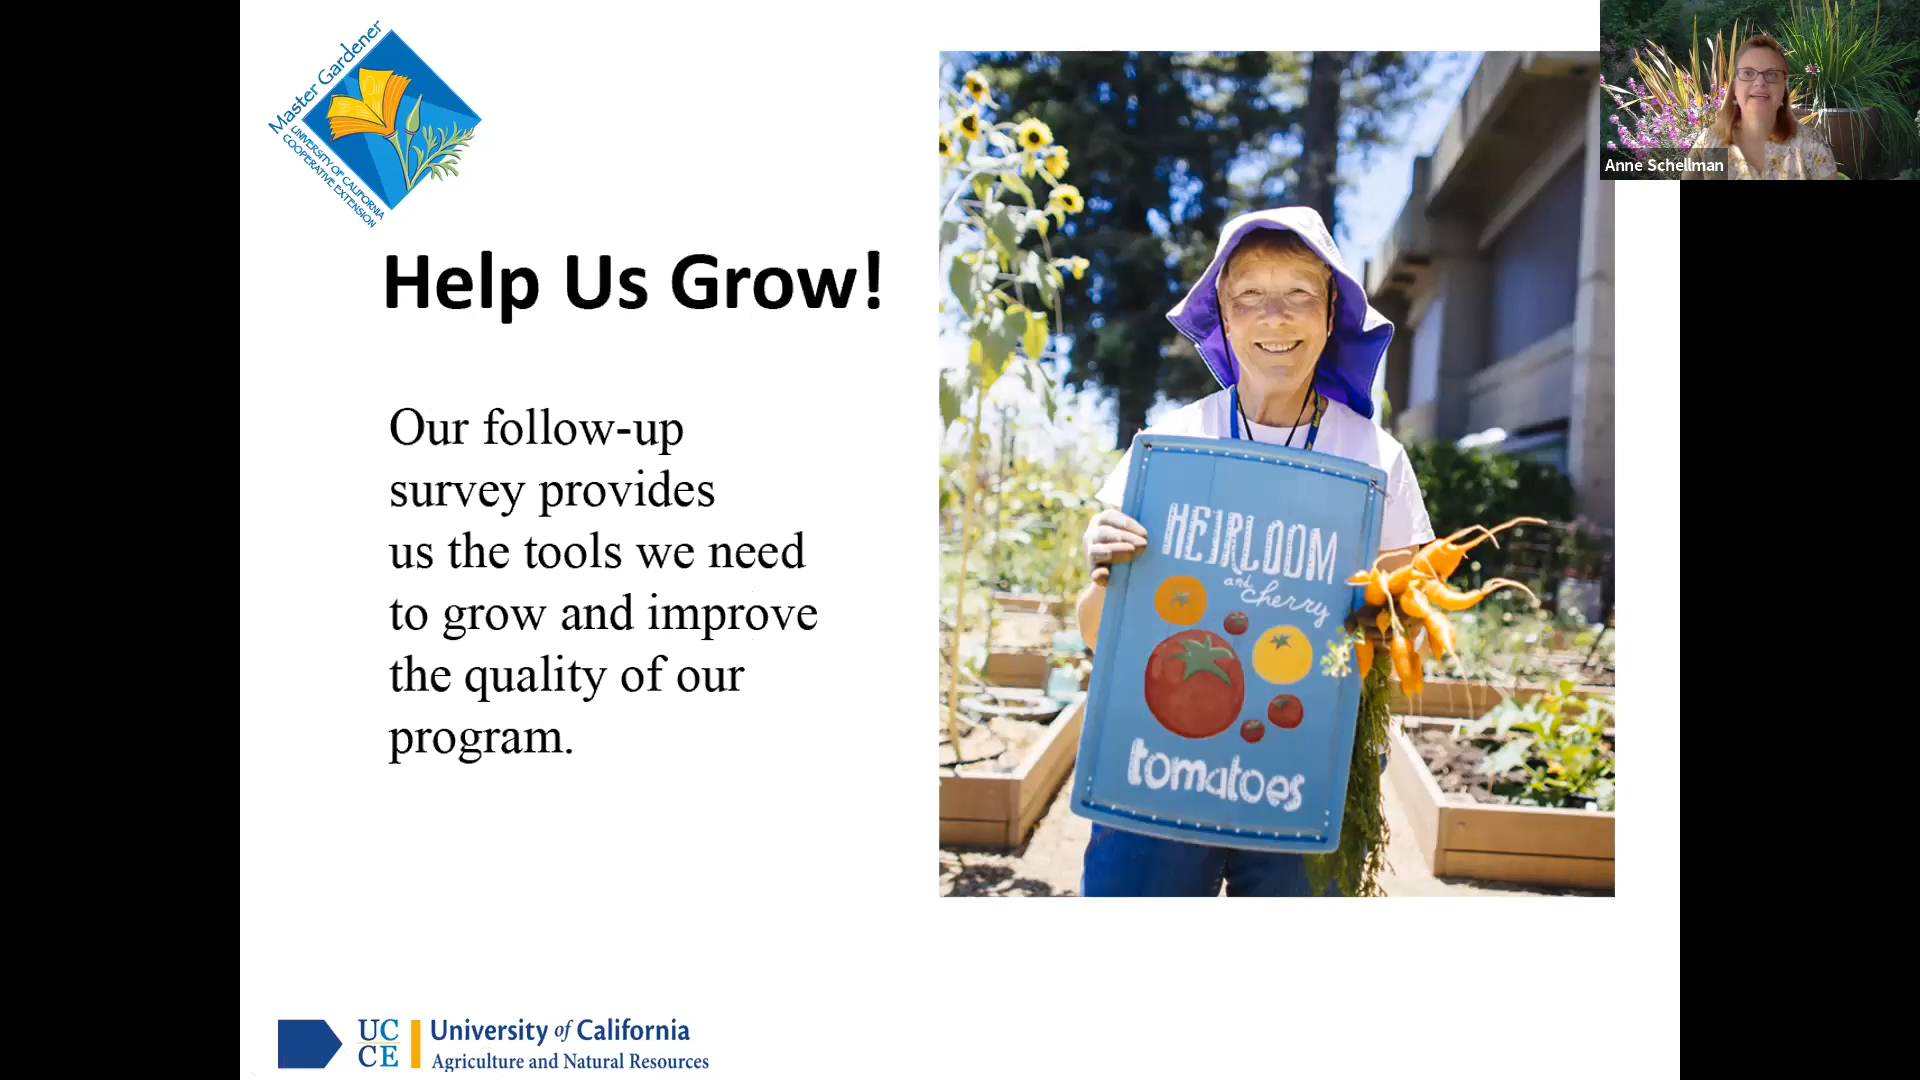 Master Gardener
UNIVERSITY OF CALIFORNIA
COOPERATIVE EXTENSION
Help Us Grow!
Our follow-up
survey provides
us the tools we need
to grow and improve
the quality of our
program.
HEIRLOOM
and
cherry
tomatoes
Anne Schellman
UC
CE
University of California
Agriculture and Natural Resources